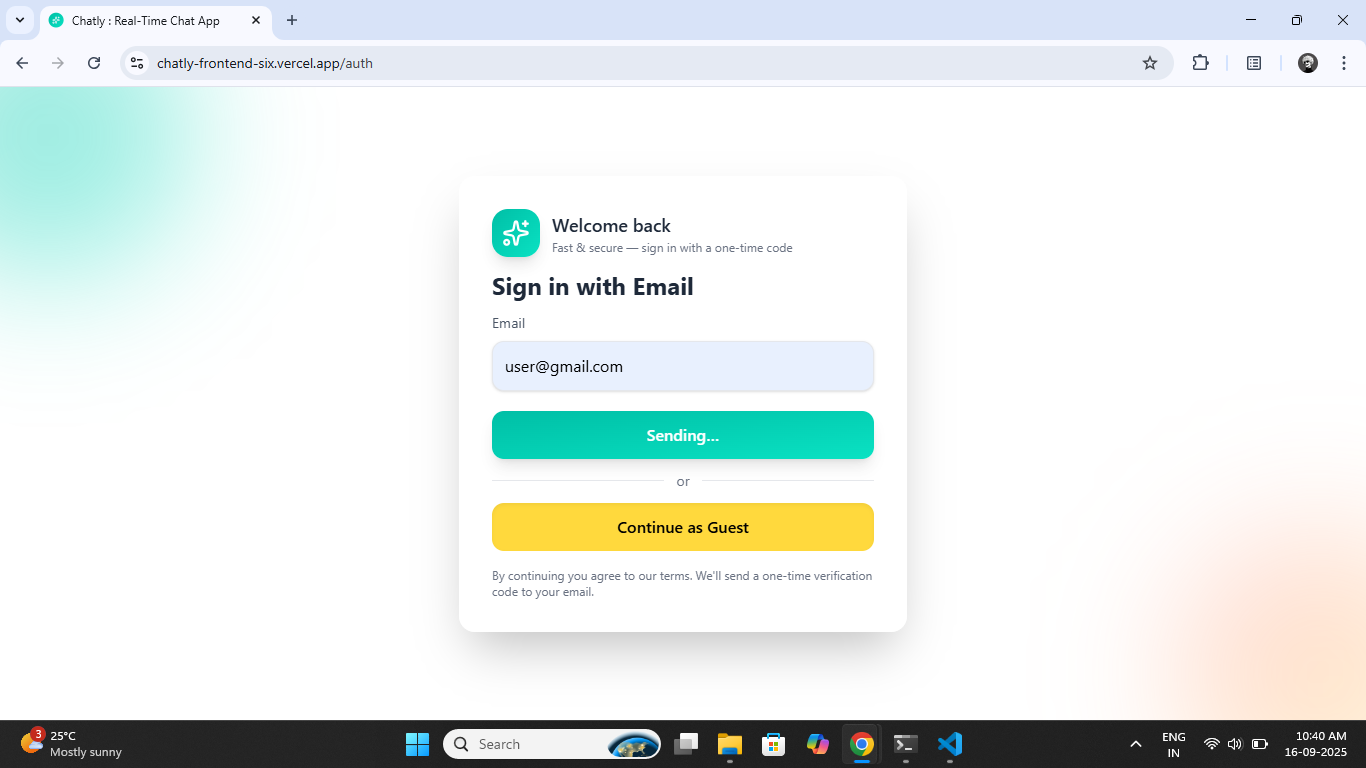 Chatly : Real-Time Chat App
chatly-frontend-six.vercel.app/auth
Welcome back
Fast & secure — sign in with a one-time code
Sign in with Email
Email
user@gmail.com
Sending...
or
Continue as Guest
By continuing you agree to our terms. We'll send a one-time verification
code to your email.
3
25°C
Mostly sunny
Search
ENG
IN
10:40 AM
16-09-2025